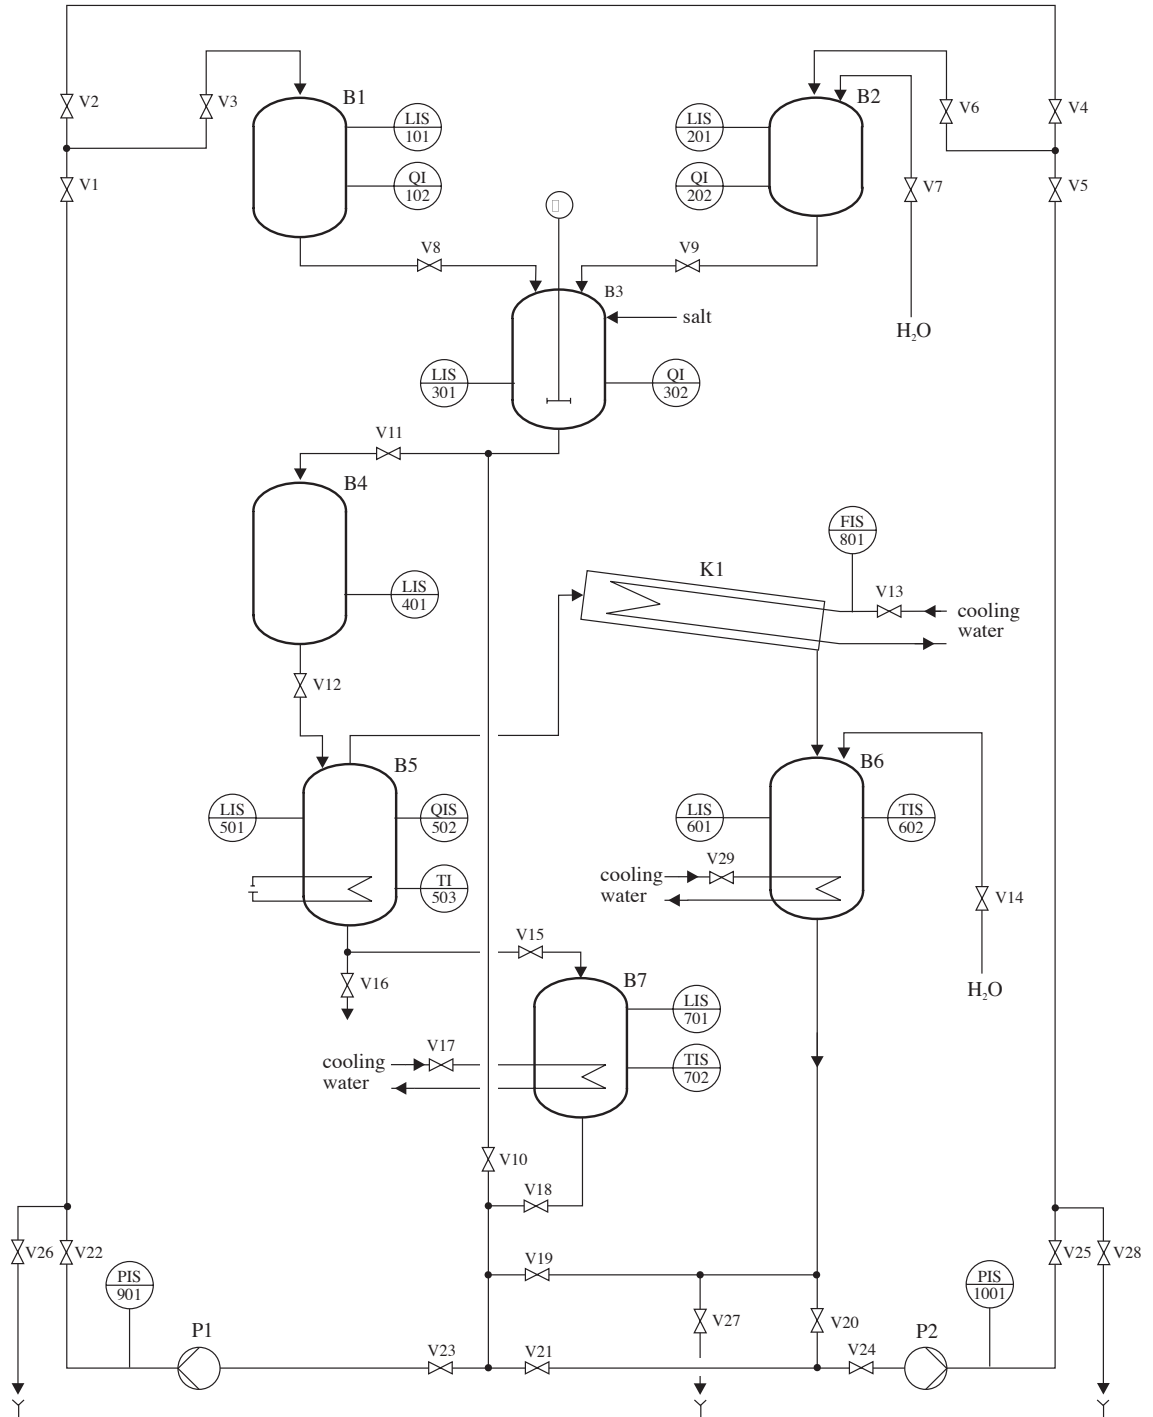 V2
V3
B1
LIS
101
QI
102
V1
B2
LIS
201
QI
202
V6
V4
V7
V5
V8
V9
B3
salt
H2O
LIS
301
QI
302
V11
B4
LIS
401
K1
FIS
801
V13
cooling
water
V12
B5
LIS
501
QIS
502
TI
503
B6
LIS
601
TIS
602
V29
cooling
water
V14
H2O
V15
V16
B7
LIS
701
TIS
702
V17
cooling
water
V10
V18
V26
V22
V19
V25
V28
PIS
901
PIS
1001
V27
V20
P1
P2
V23
V21
V24